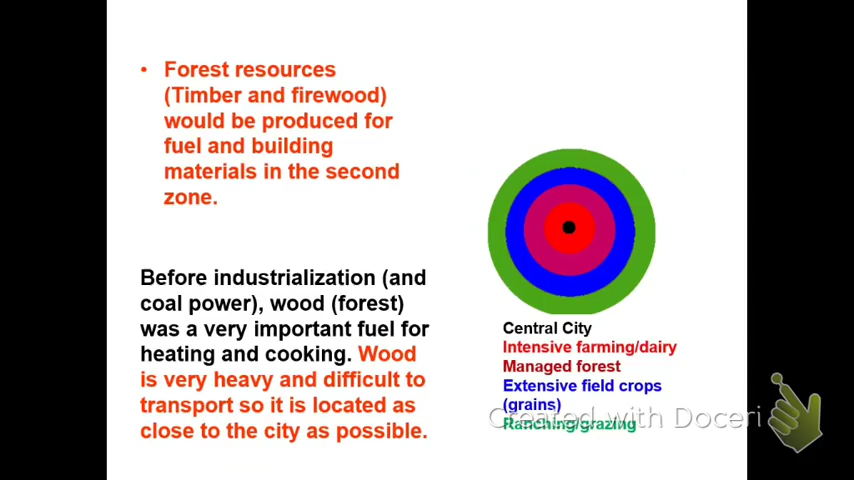 • Forest resources
(Timber and firewood)
would be produced for
fuel and building
materials in the second
zone.
Before industrialization (and
coal power), wood (forest)
was a very important fuel for
heating and cooking. Wood
is very heavy and difficult to
transport so it is located as
close to the city as possible.
Central City
Intensive farming/dairy
Managed forest
Extensive field crops
(grains)
Created with Doceri
Ranching/grazing